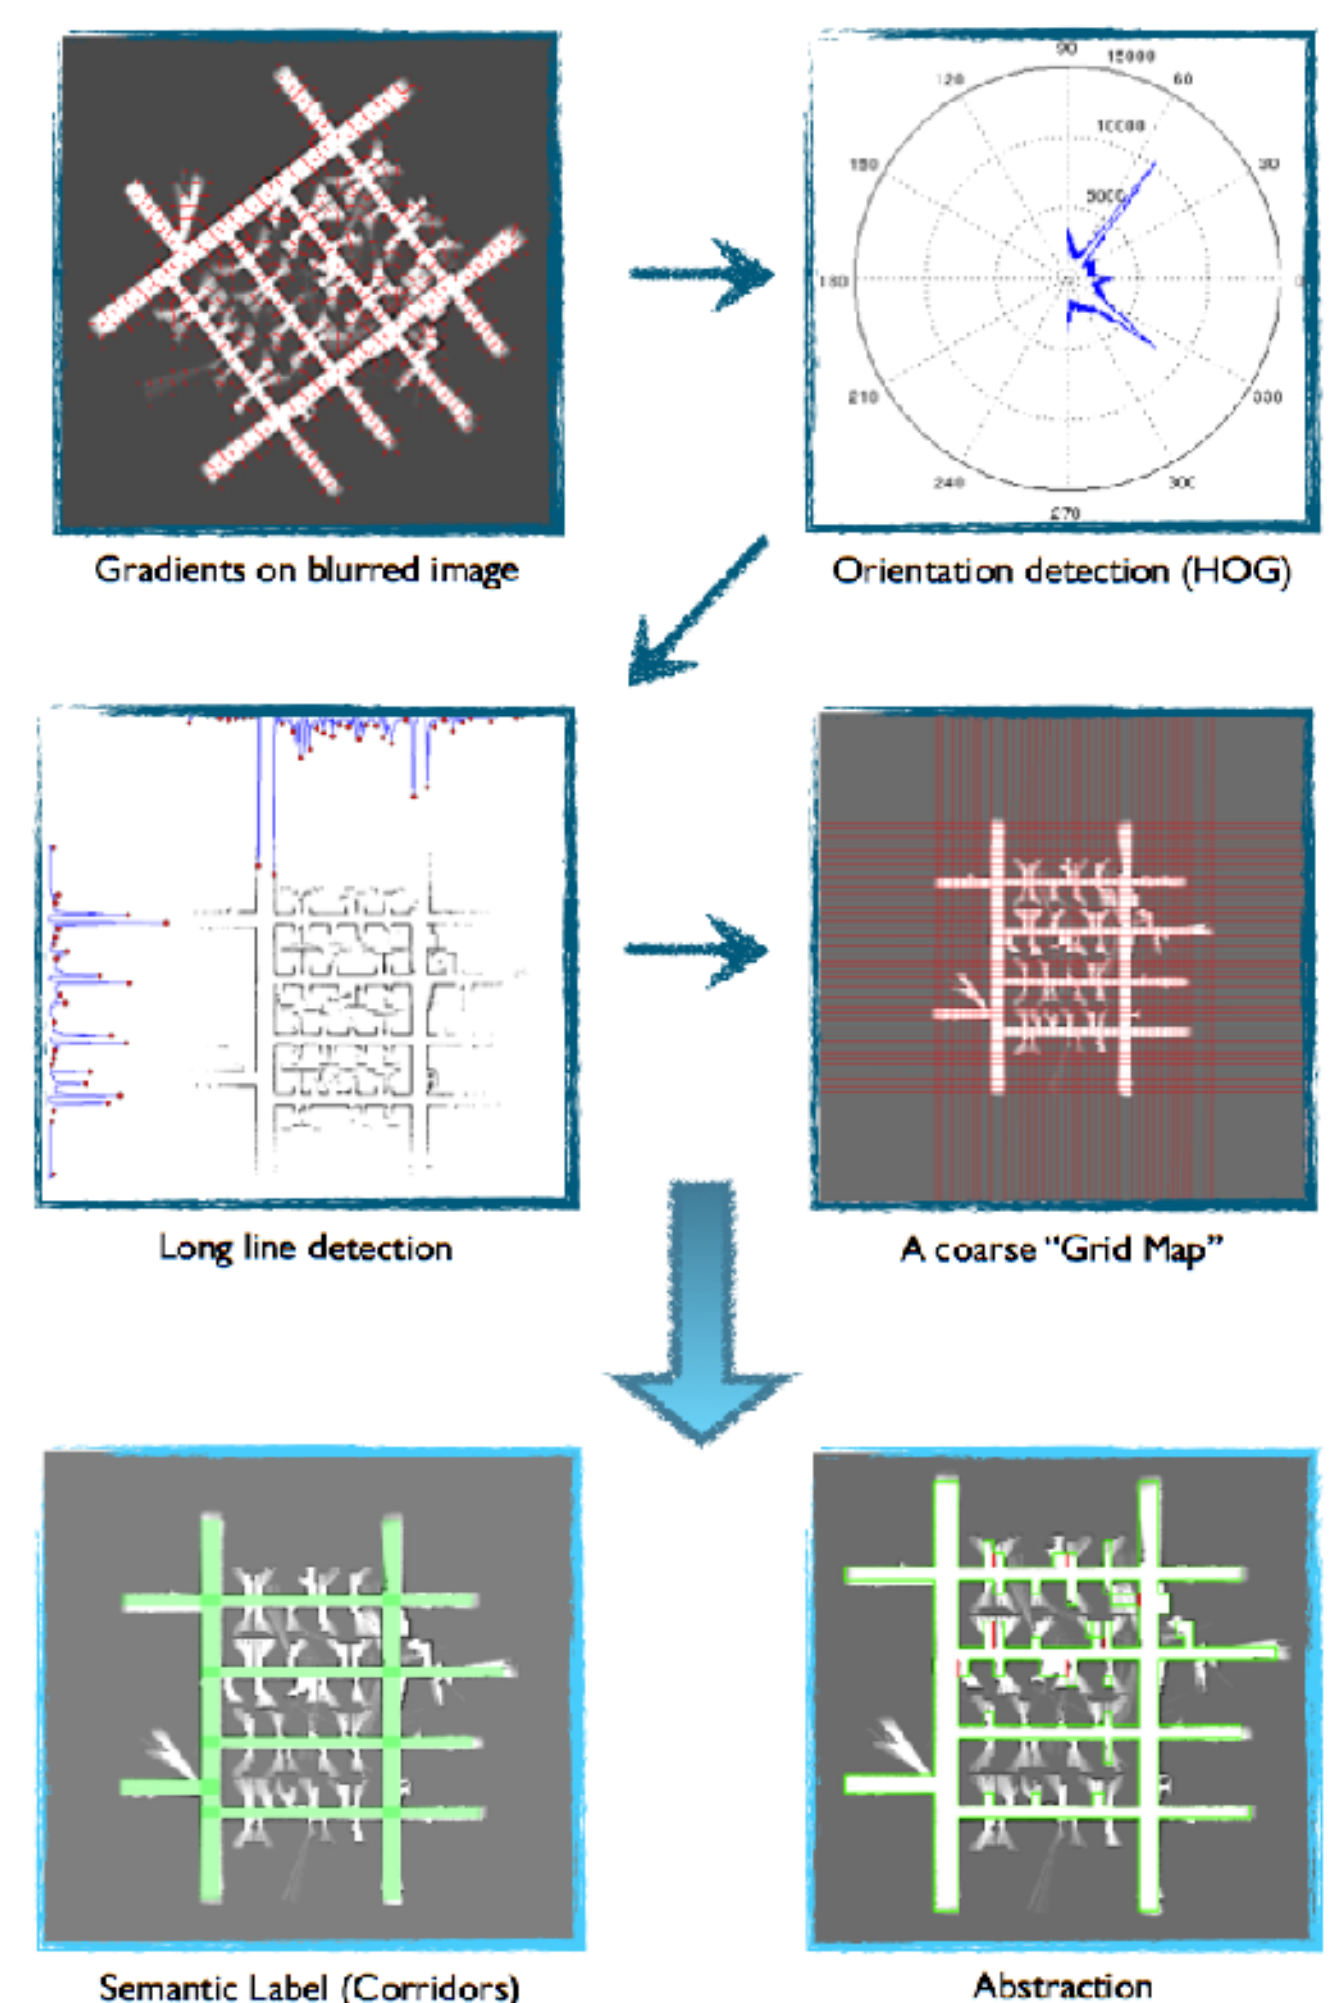 90
15000
120
60
10000
150
30
5000
180
0
210
330
240
300
270
Gradients on blurred image
Orientation detection (HOG)
Long line detection
A coarse “Grid Map”
Semantic Label (Corridors)
Abstraction